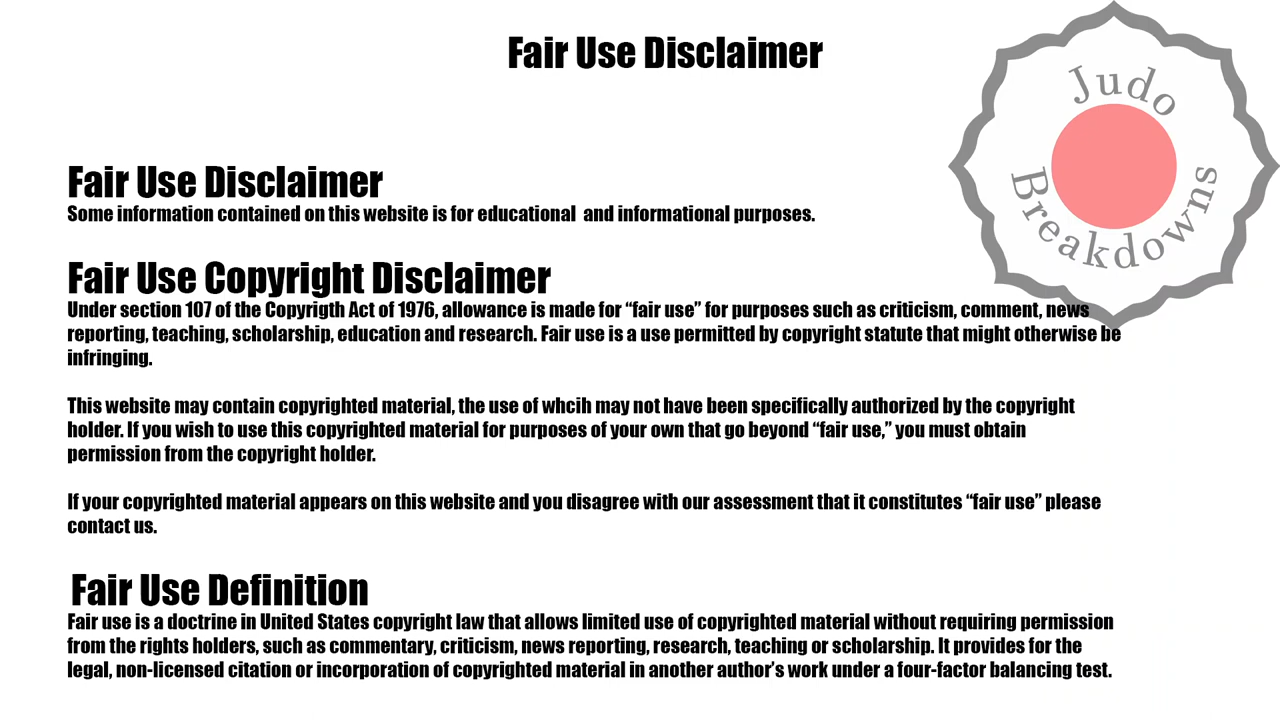 Fair Use Disclaimer
Judo
Breakdowns
Fair Use Disclaimer
Some information contained on this website is for educational  and informational purposes.
Fair Use Copyright Disclaimer
Under section 107 of the Copyrigth Act of 1976, allowance is made for “fair use” for purposes such as criticism, comment, news
reporting, teaching, scholarship, education and research. Fair use is a use permitted by copyright statute that might otherwise be
infringing.
This website may contain copyrighted material, the use of whcih may not have been specifically authorized by the copyright
holder. If you wish to use this copyrighted material for purposes of your own that go beyond “fair use,” you must obtain
permission from the copyright holder.
If your copyrighted material appears on this website and you disagree with our assessment that it constitutes “fair use” please
contact us.
Fair Use Definition
Fair use is a doctrine in United States copyright law that allows limited use of copyrighted material without requiring permission
from the rights holders, such as commentary, criticism, news reporting, research, teaching or scholarship. It provides for the
legal, non-licensed citation or incorporation of copyrighted material in another author’s work under a four-factor balancing test.